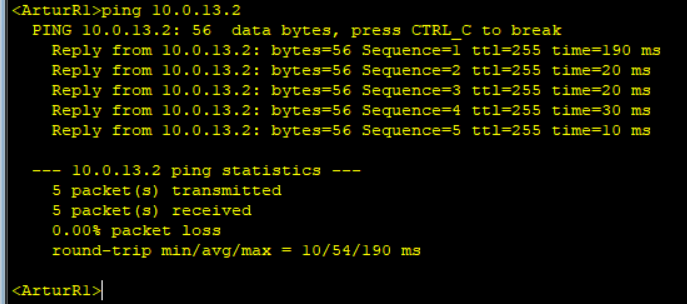 <ArturR1>ping 10.0.13.2
PING 10.0.13.2: 56  data bytes, press CTRL_C to break
Reply from 10.0.13.2: bytes=56 Sequence=1 ttl=255 time=190 ms
Reply from 10.0.13.2: bytes=56 Sequence=2 ttl=255 time=20 ms
Reply from 10.0.13.2: bytes=56 Sequence=3 ttl=255 time=20 ms
Reply from 10.0.13.2: bytes=56 Sequence=4 ttl=255 time=30 ms
Reply from 10.0.13.2: bytes=56 Sequence=5 ttl=255 time=10 ms
--- 10.0.13.2 ping statistics ---
5 packet(s) transmitted
5 packet(s) received
0.00% packet loss
round-trip min/avg/max = 10/54/190 ms
<ArturR1>